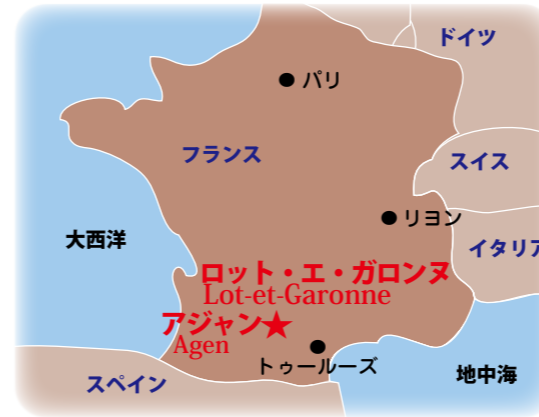 ドイツ
パリ
フランス
スイス
リヨン
大西洋
イタリア
ロット・エ・ガロンヌ
Lot-et-Garonne
アジャン
Agen
トゥールーズ
地中海
スペイン